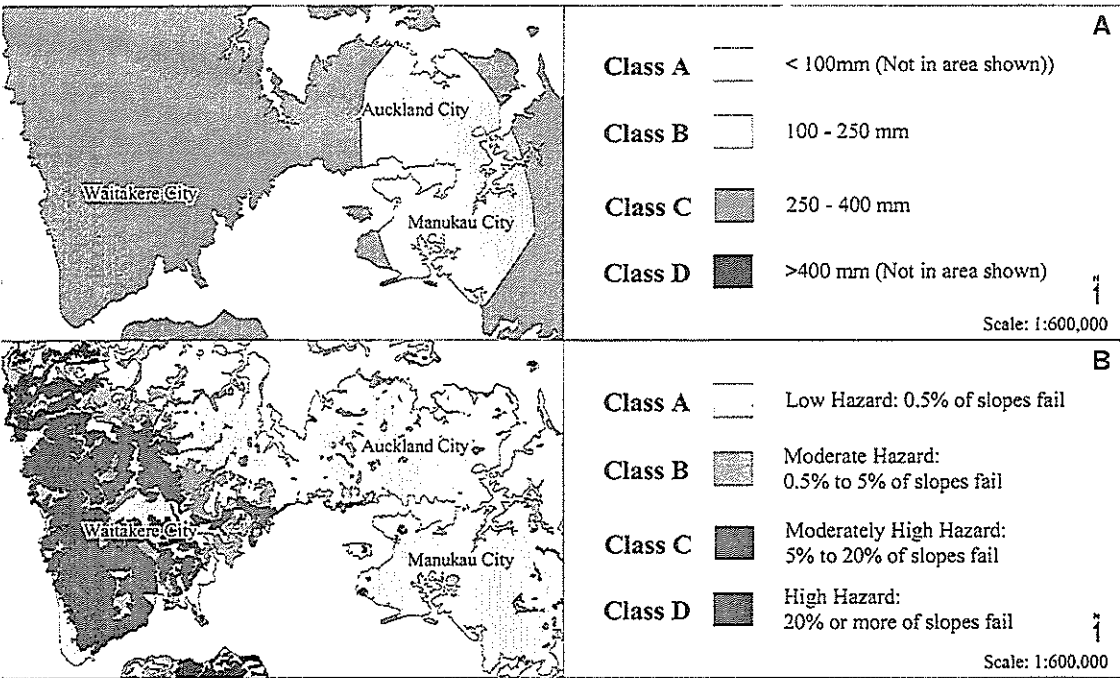 A
Class A < 100mm (Not in area shown))
Auckland City
Class B 100 - 250 mm
Waitakere City
Class C 250 - 400 mm
Manukau City
Class D >400 mm (Not in area shown)
N
Scale: 1:600,000
B
Class A Low Hazard: 0.5% of slopes fail
Auckland City
Class B Moderate Hazard:
0.5% to 5% of slopes fail
Waitakere City
Class C Moderately High Hazard:
5% to 20% of slopes fail
Manukau City
Class D High Hazard:
20% or more of slopes fail
N
Scale: 1:600,000